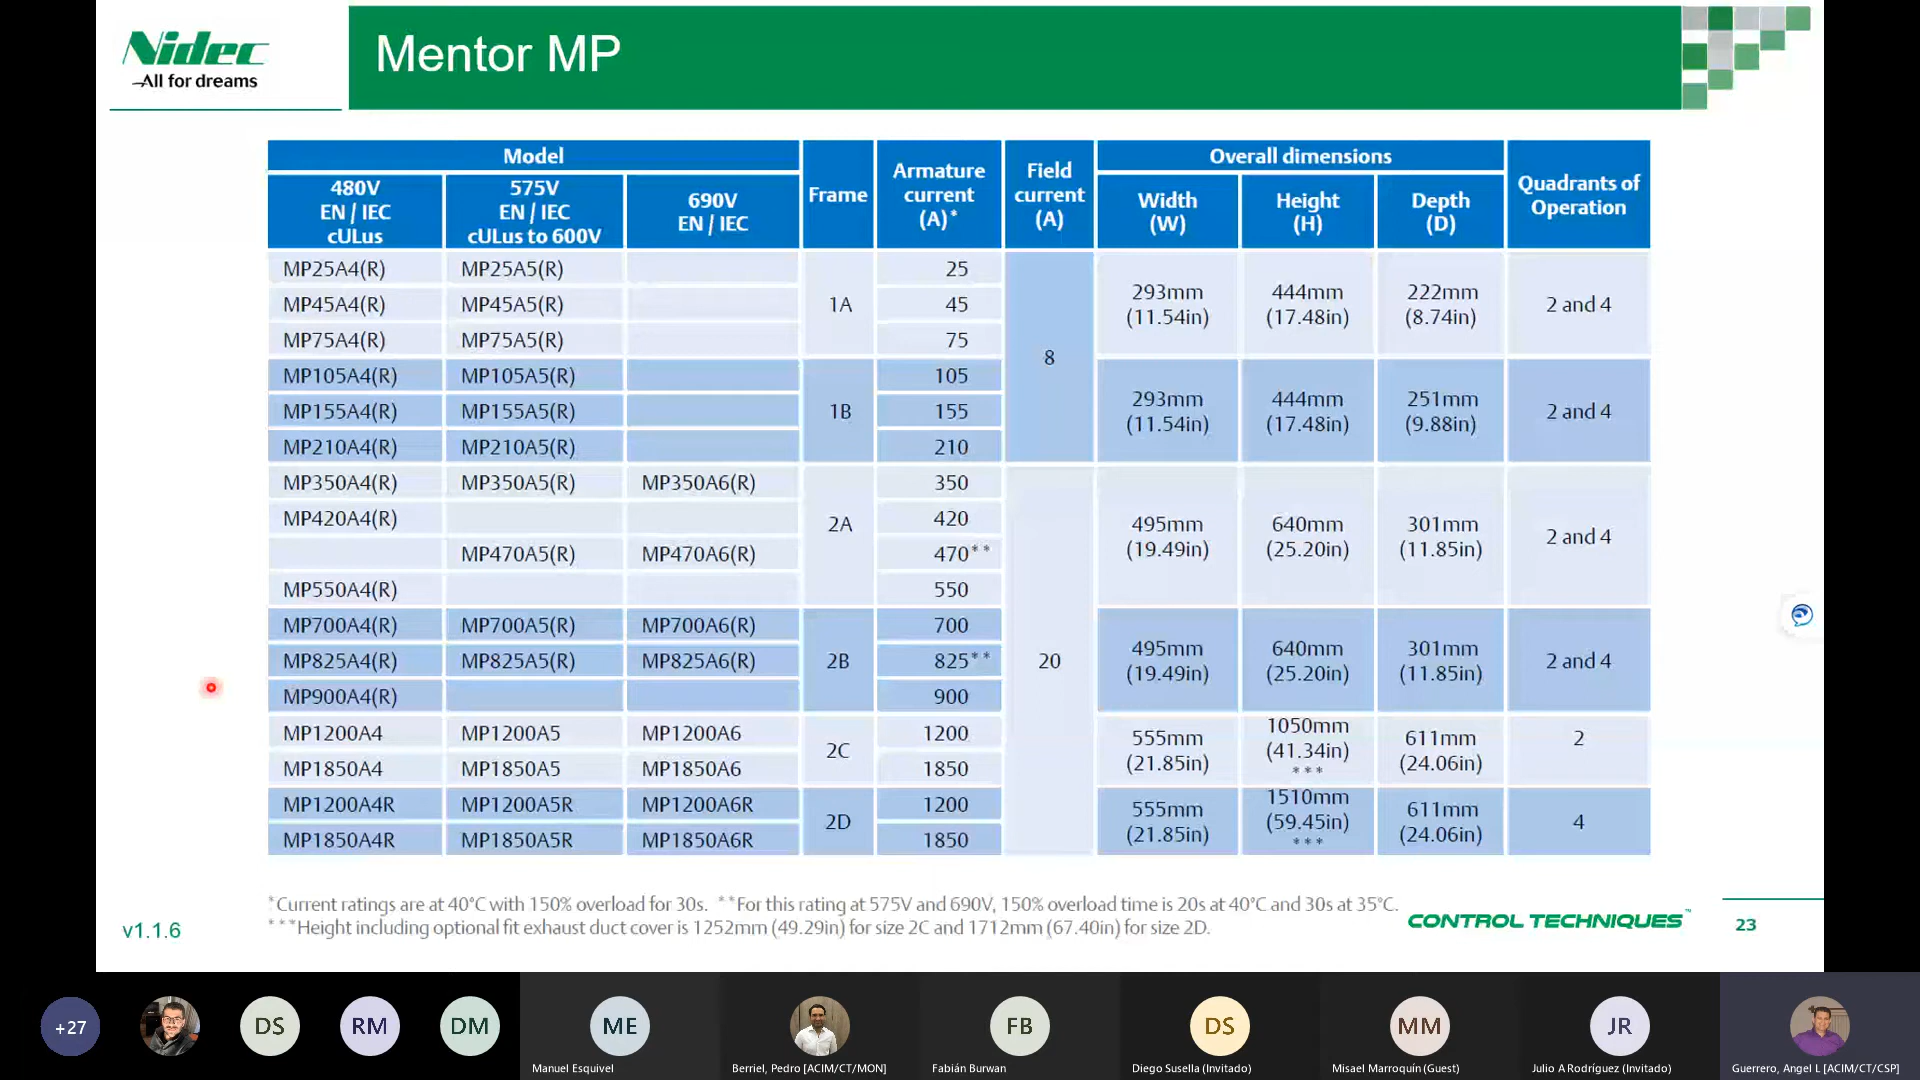 Nidec
All for dreams
Mentor MP
Model
Frame
Armature
current
(A)*
Field
current
(A)
Overall dimensions
Quadrants of
Operation
480V
EN / IEC
cULus
575V
EN / IEC
cULus to 600V
690V
EN / IEC
Width
(W)
Height
(H)
Depth
(D)
MP25A4(R) MP25A5(R) 25
MP45A4(R) MP45A5(R) 1A 45 293mm (11.54in) 444mm (17.48in) 222mm (8.74in) 2 and 4
MP75A4(R) MP75A5(R) 75
8
MP105A4(R) MP105A5(R) 105
MP155A4(R) MP155A5(R) 1B 155 293mm (11.54in) 444mm (17.48in) 251mm (9.88in) 2 and 4
MP210A4(R) MP210A5(R) 210
MP350A4(R) MP350A5(R) MP350A6(R) 350
MP420A4(R) 2A 420 495mm (19.49in) 640mm (25.20in) 301mm (11.85in) 2 and 4
MP470A5(R) MP470A6(R) 470**
MP550A4(R) 550
MP700A4(R) MP700A5(R) MP700A6(R) 700
MP825A4(R) MP825A5(R) MP825A6(R) 2B 825** 20 495mm (19.49in) 640mm (25.20in) 301mm (11.85in) 2 and 4
MP900A4(R) 900
MP1200A4 MP1200A5 MP1200A6 2C 1200 555mm (21.85in) 1050mm (41.34in) *** 611mm (24.06in) 2
MP1850A4 MP1850A5 MP1850A6 1850
MP1200A4R MP1200A5R MP1200A6R 2D 1200 555mm (21.85in) 1510mm (59.45in) *** 611mm (24.06in) 4
MP1850A4R MP1850A5R MP1850A6R 1850
*Current ratings are at 40°C with 150% overload for 30s. **For this rating at 575V and 690V, 150% overload time is 20s at 40°C and 30s at 35°C.
***Height including optional fit exhaust duct cover is 1252mm (49.29in) for size 2C and 1712mm (67.40in) for size 2D.
v1.1.6
CONTROL TECHNIQUES™
23
+27
DS
RM
DM
ME
FB
DS
MM
JR
Manuel Esquivel
Berriel, Pedro [ACIM/CT/MON]
Fabián Burwan
Diego Susella (Invitado)
Misael Marroquín (Guest)
Julio A Rodríguez (Invitado)
Guerrero, Angel L [ACIM/CT/CSP]